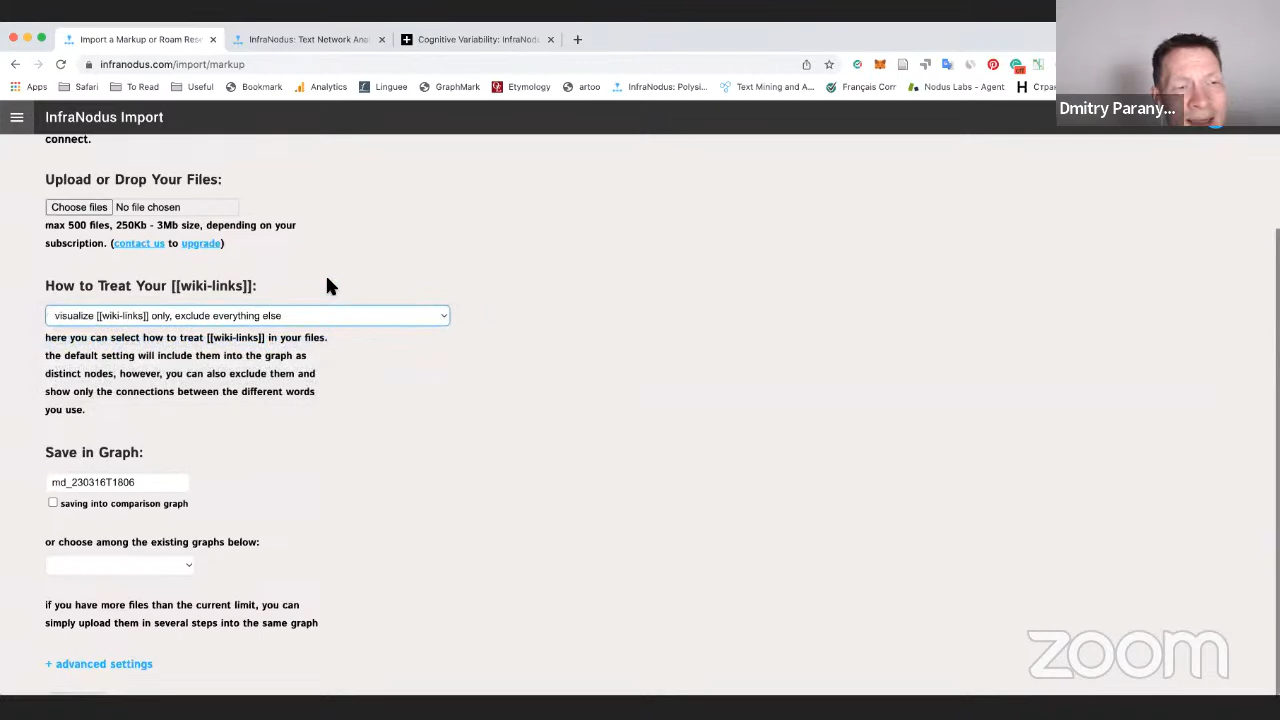 Import a Markup or Roam Rese
InfraNodus: Text Network Ana
Cognitive Variability: InfraNod
infranodus.com/import/markup
Apps
Safari
To Read
Useful
Bookmark
Analytics
Linguee
GraphMark
Etymology
artoo
InfraNodus: Polysi...
Text Mining and A...
Français Corr
Nodus Labs - Agent
Стран
Dmitry Parany...
InfraNodus Import
connect.
Upload or Drop Your Files:
Choose files No file chosen
max 500 files, 250Kb - 3Mb size, depending on your
subscription. (contact us to upgrade)
How to Treat Your [[wiki-links]]:
visualize [[wiki-links]] only, exclude everything else
here you can select how to treat [[wiki-links]] in your files.
the default setting will include them into the graph as
distinct nodes, however, you can also exclude them and
show only the connections between the different words
you use.
Save in Graph:
md_230316T1806
saving into comparison graph
or choose among the existing graphs below:
if you have more files than the current limit, you can
simply upload them in several steps into the same graph
+ advanced settings
zoom